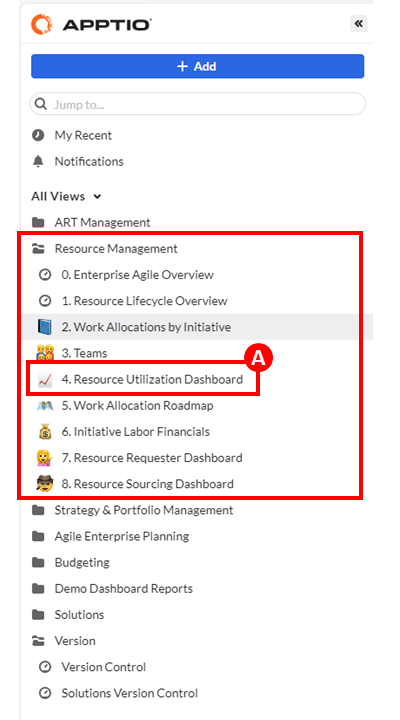 APPTIO
+ Add
Jump to...
My Recent
Notifications
All Views
ART Management
Resource Management
0. Enterprise Agile Overview
1. Resource Lifecycle Overview
2. Work Allocations by Initiative
3. Teams
A
4. Resource Utilization Dashboard
5. Work Allocation Roadmap
6. Initiative Labor Financials
7. Resource Requester Dashboard
8. Resource Sourcing Dashboard
Strategy & Portfolio Management
Agile Enterprise Planning
Budgeting
Demo Dashboard Reports
Solutions
Version
Version Control
Solutions Version Control